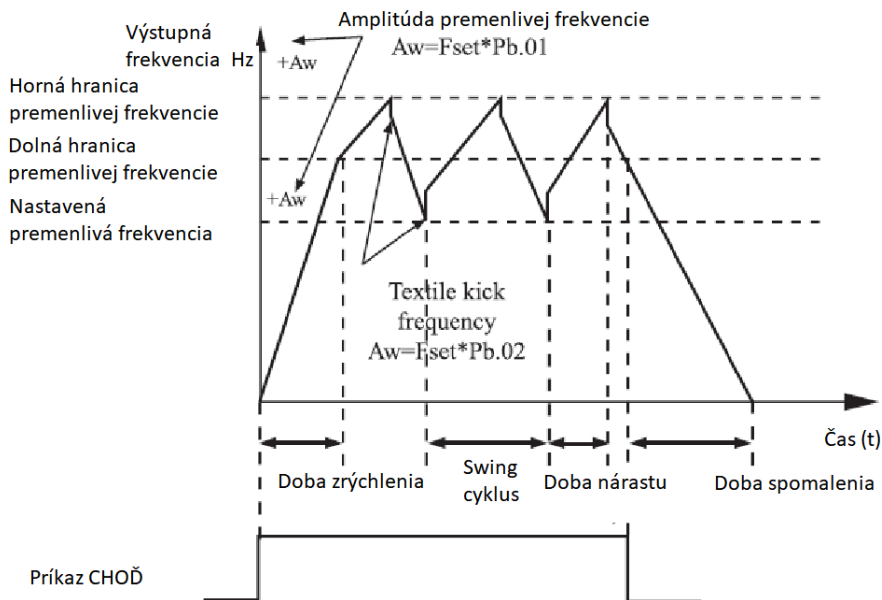 Amplitúda premenlivej frekvencie
Aw=Fset*Pb.01
Výstupná
frekvencia Hz
+Aw
Horná hranica
premenlivej frekvencie
Dolná hranica
premenlivej frekvencie
+Aw
Nastavená
premenlivá frekvencia
Textile kick
frequency
Aw=Fset*Pb.02
Čas (t)
Doba zrýchlenia
Swing
cyklus
Doba nárastu
Doba spomalenia
Príkaz CHOĎ